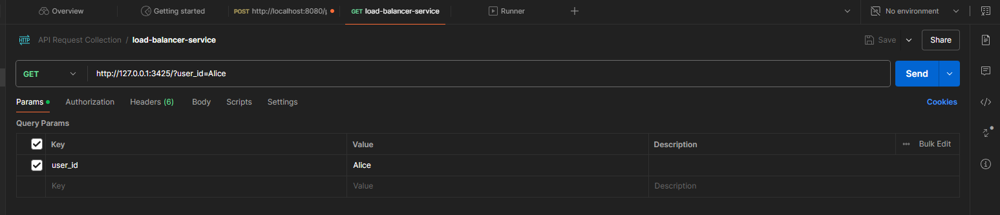 Overview Getting started POST http://localhost:8080/p GET load-balancer-service Runner No environment
HTTP API Request Collection / load-balancer-service Save Share
GET http://127.0.0.1:3425/?user_id=Alice Send
Params Authorization Headers (6) Body Scripts Settings Cookies
Query Params
Key Value Description Bulk Edit
user_id Alice
Key Value Description